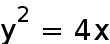 y² = 4x